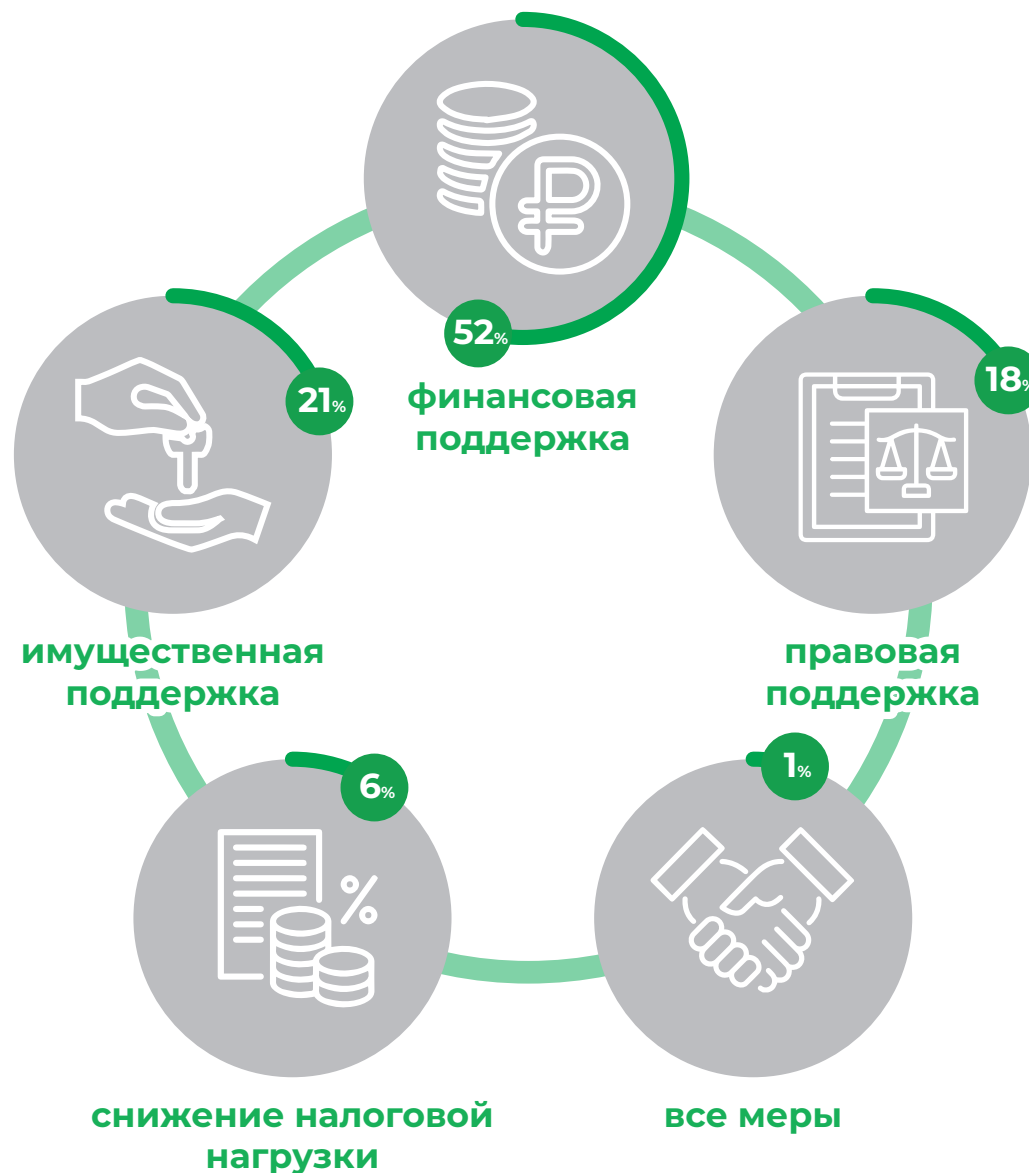 52%
финансовая
поддержка
21%
имущественная
поддержка
18%
правовая
поддержка
6%
снижение налоговой
нагрузки
1%
все меры